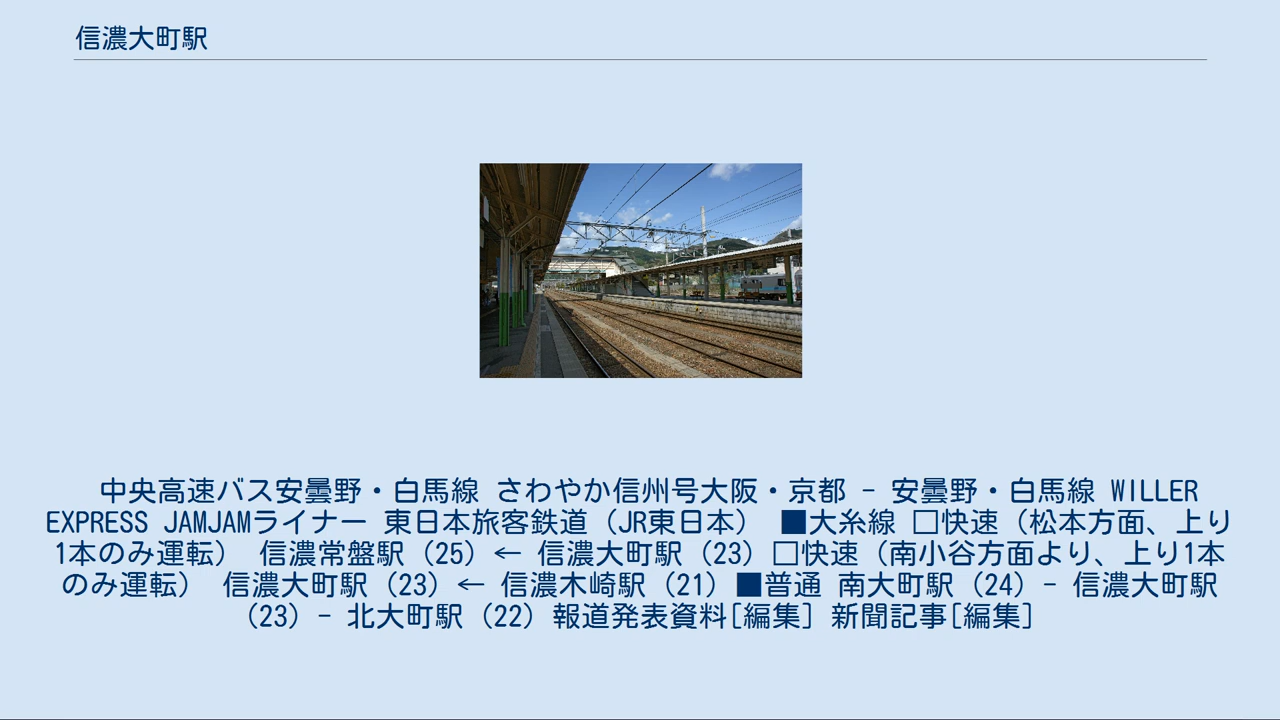 信濃大町駅
中央高速バス安曇野・白馬線 さわやか信州号大阪・京都 - 安曇野・白馬線 WILLER
EXPRESS JAMJAMライナー 東日本旅客鉄道（JR東日本） ■大糸線 □快速（松本方面、上り
1本のみ運転） 信濃常盤駅（25）← 信濃大町駅（23）□快速（南小谷方面より、上り1本
のみ運転） 信濃大町駅（23）← 信濃木崎駅（21）■普通 南大町駅（24）- 信濃大町駅
（23）- 北大町駅（22）報道発表資料[編集] 新聞記事[編集]